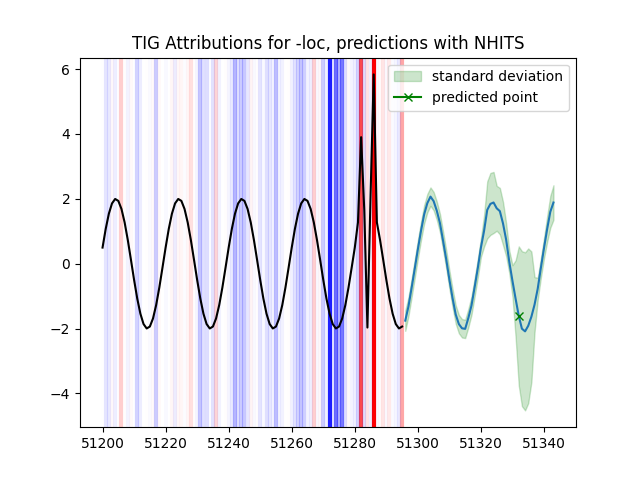 TIG Attributions for -loc, predictions with NHITS
standard deviation
predicted point
6
4
2
0
−2
−4
51200 51220 51240 51260 51280 51300 51320 51340